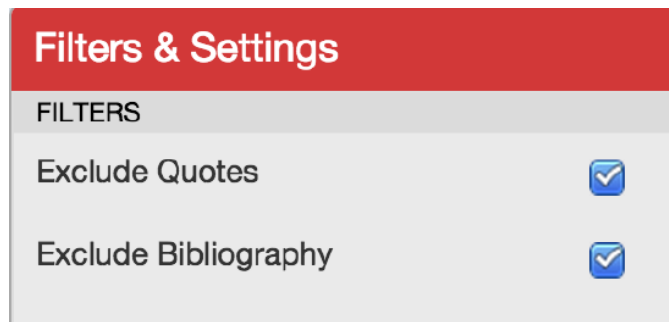 Filters & Settings
FILTERS
Exclude Quotes
Exclude Bibliography